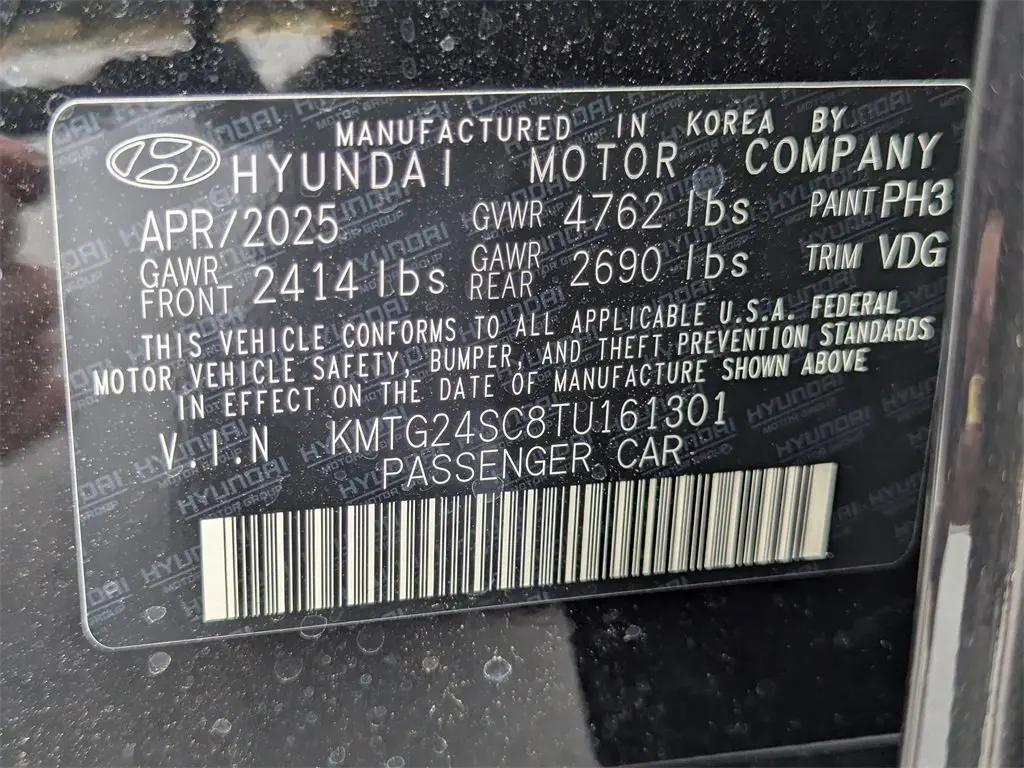 MANUFACTURED IN KOREA BY
HYUNDAI MOTOR COMPANY
APR/2025 GVWR 4762 lbs PAINT PH3
GAWR FRONT 2414 lbs GAWR REAR 2690 lbs TRIM VDG
THIS VEHICLE CONFORMS TO ALL APPLICABLE U.S.A. FEDERAL
MOTOR VEHICLE SAFETY, BUMPER, AND THEFT PREVENTION STANDARDS
IN EFFECT ON THE DATE OF MANUFACTURE SHOWN ABOVE
V.I.N KMTG24SC8TU161301
PASSENGER CAR